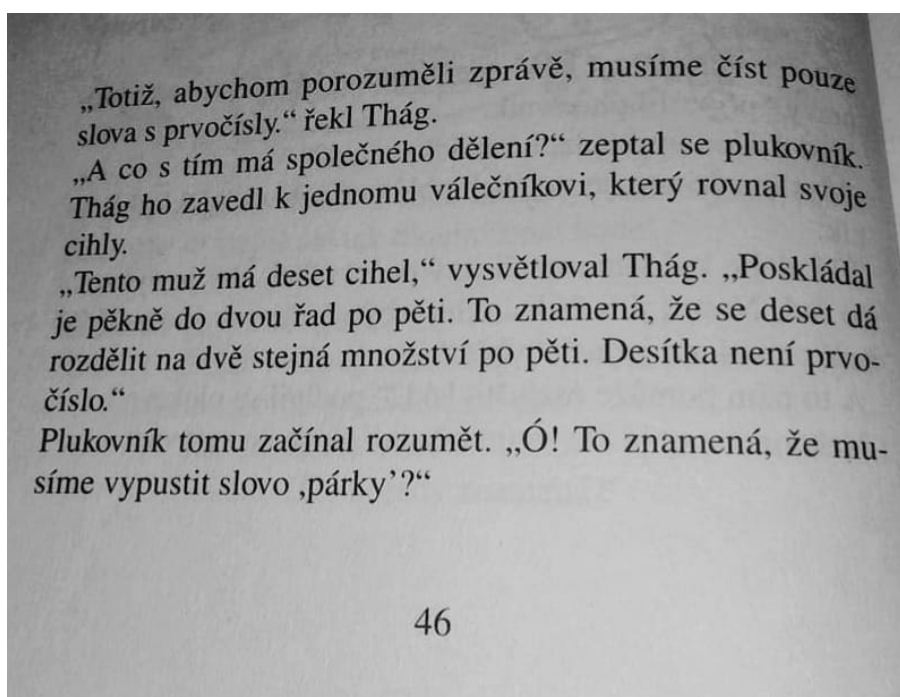 „Totiž, abychom porozuměli zprávě, musíme číst pouze
slova s prvočísly.“ řekl Thág.
„A co s tím má společného dělení?“ zeptal se plukovník.
Thág ho zavedl k jednomu válečníkovi, který rovnal svoje
cihly.
„Tento muž má deset cihel,“ vysvětloval Thág. „Poskládal
je pěkně do dvou řad po pěti. To znamená, že se deset dá
rozdělit na dvě stejná množství po pěti. Desítka není prvo-
číslo.“
Plukovník tomu začínal rozumět. „Ó! To znamená, že mu-
síme vypustit slovo ‚párky’?“
46